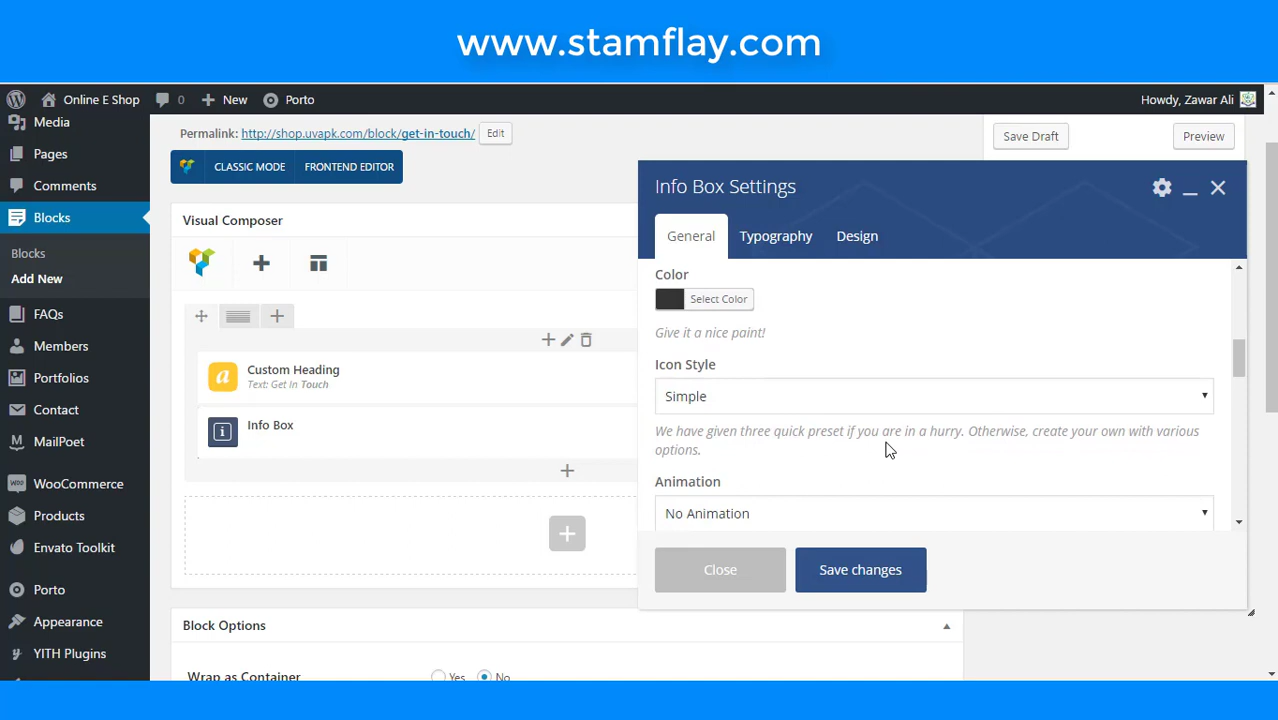 www.stamflay.com
Online E Shop 0 New Porto Howdy, Zawar Ali
Media
Pages
Comments
Blocks
Blocks
Add New
FAQs
Members
Portfolios
Contact
MailPoet
WooCommerce
Products
Envato Toolkit
Porto
Appearance
YITH Plugins
Permalink: http://shop.uvapk.com/block/get-in-touch/ Edit
CLASSIC MODE FRONTEND EDITOR
Save Draft Preview
Visual Composer
Custom Heading
Text: Get In Touch
Info Box
Block Options
Wrap as Container Yes No
Info Box Settings
General Typography Design
Color
Select Color
Give it a nice paint!
Icon Style
Simple
We have given three quick preset if you are in a hurry. Otherwise, create your own with various
options.
Animation
No Animation
Close Save changes